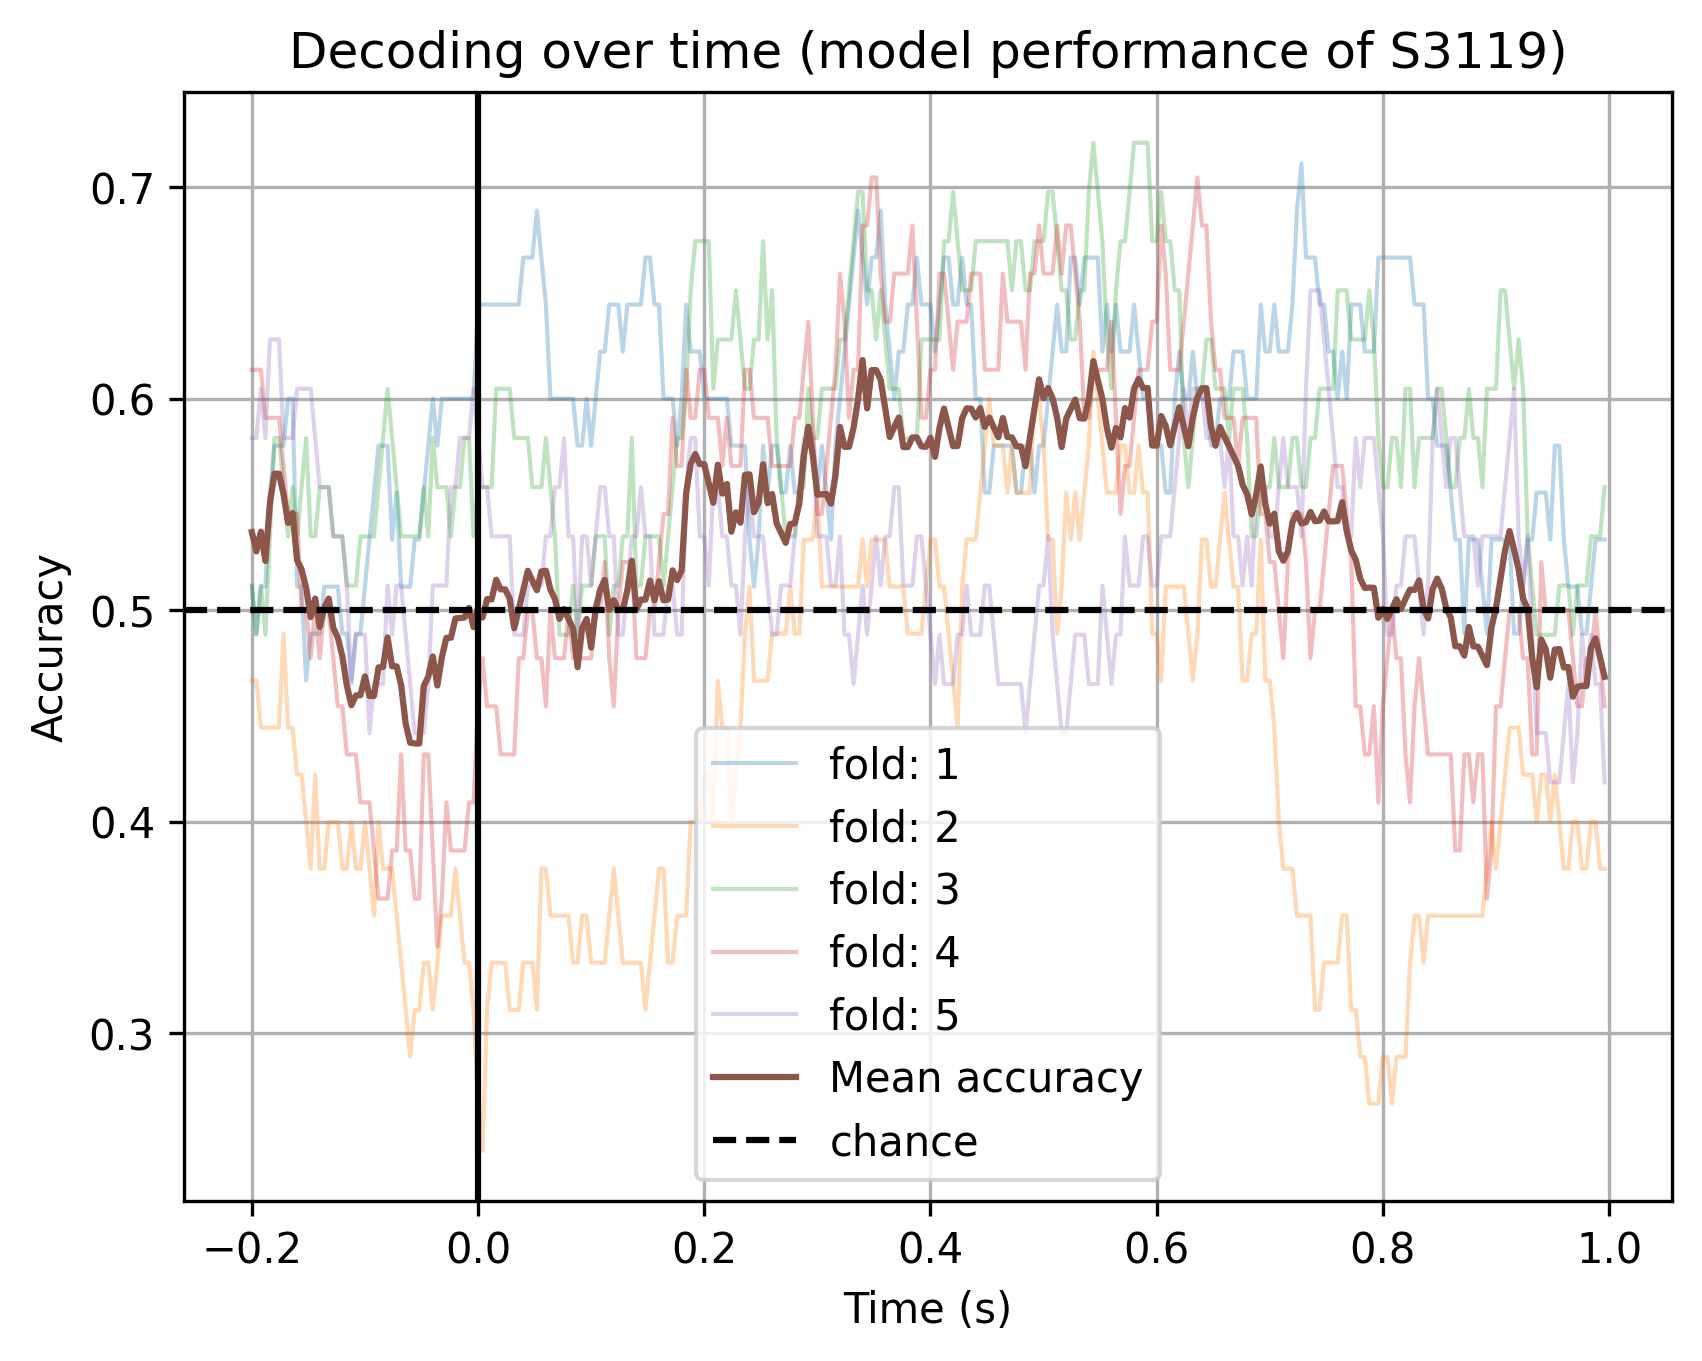 Decoding over time (model performance of S3119)
Accuracy
0.7
0.6
0.5
0.4
0.3
fold: 1
fold: 2
fold: 3
fold: 4
fold: 5
Mean accuracy
chance
−0.2 0.0 0.2 0.4 0.6 0.8 1.0
Time (s)